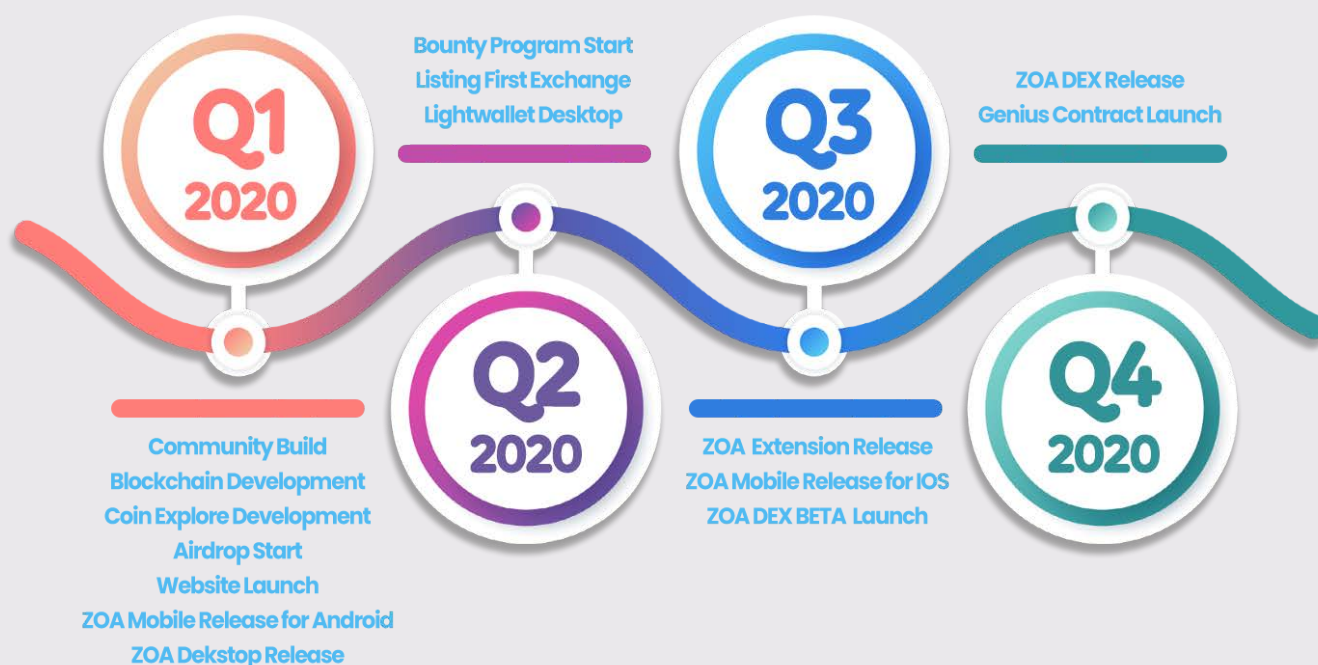 Q1
2020
Community Build
Blockchain Development
Coin Explore Development
Airdrop Start
Website Launch
ZOA Mobile Release for Android
ZOA Dekstop Release
Bounty Program Start
Listing First Exchange
Lightwallet Desktop
Q2
2020
Q3
2020
ZOA Extension Release
ZOA Mobile Release for IOS
ZOA DEX BETA Launch
ZOA DEX Release
Genius Contract Launch
Q4
2020